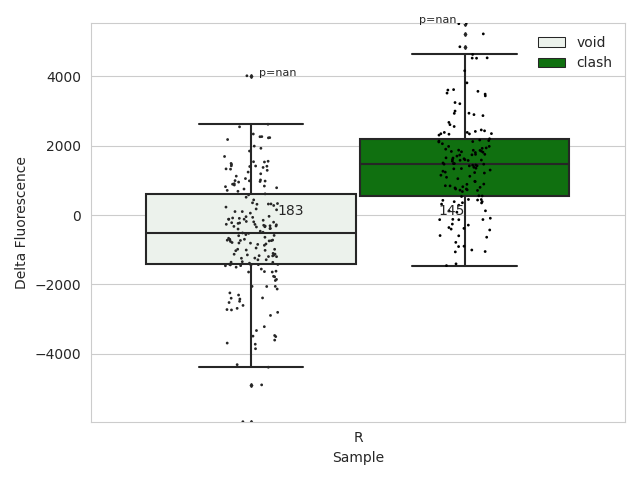 p=nan
p=nan
void
clash
4000
2000
0
−2000
−4000
183
145
Delta Fluorescence
R
Sample